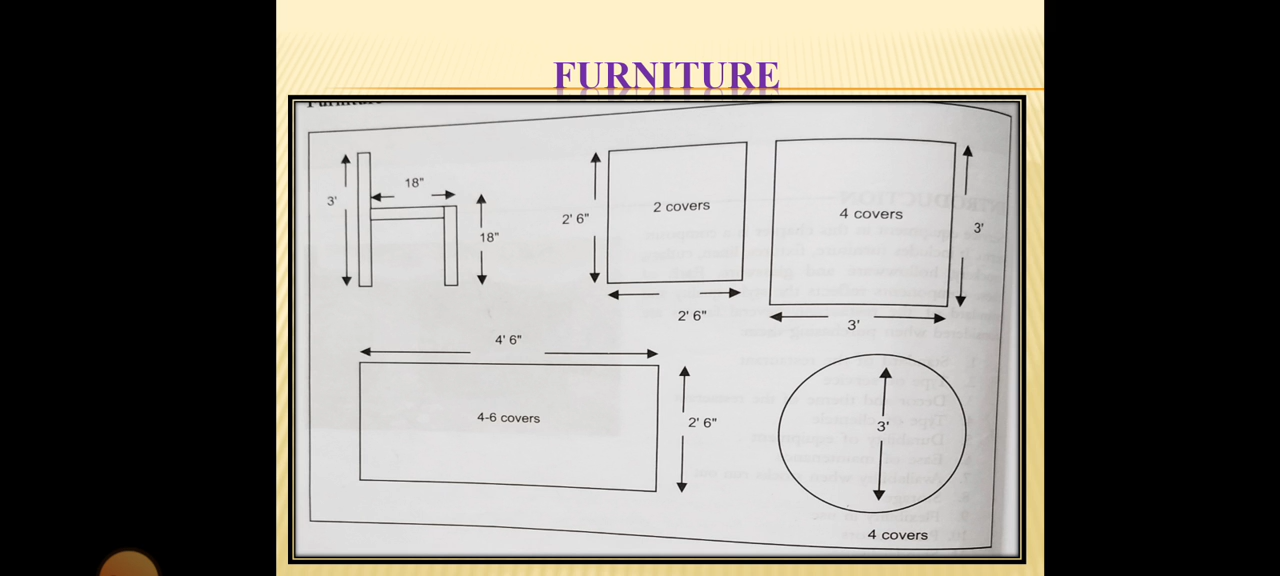 FURNITURE
3'
18"
18"
2 covers
2' 6"
2' 6"
4 covers
3'
3'
4' 6"
4-6 covers
2' 6"
3'
4 covers